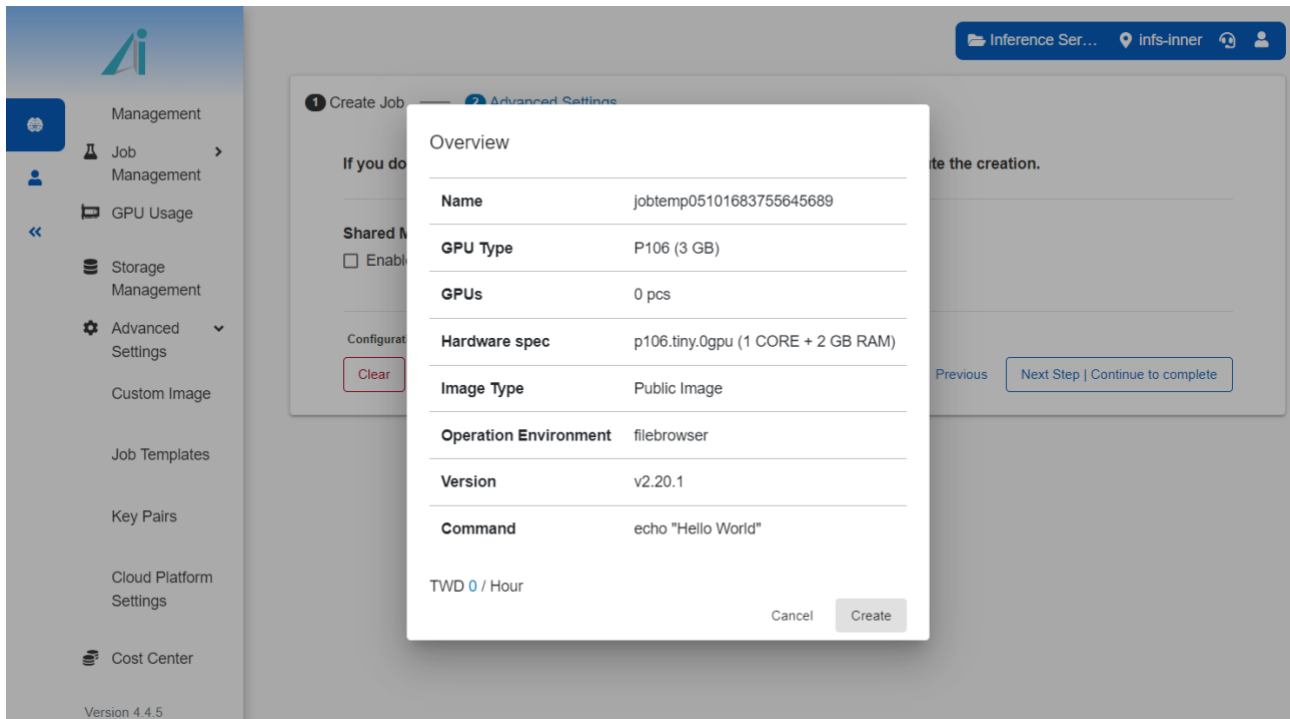 Ai
Inference Ser... infs-inner
Management
Job
Management
GPU Usage
Storage
Management
Advanced
Settings
Custom Image
Job Templates
Key Pairs
Cloud Platform
Settings
Cost Center
Version 4.4.5
1 Create Job 2 Advanced Settings
If you do
te the creation.
Shared M
Enabl
Configurat
Clear
Previous Next Step | Continue to complete
Overview
Name jobtemp05101683755645689
GPU Type P106 (3 GB)
GPUs 0 pcs
Hardware spec p106.tiny.0gpu (1 CORE + 2 GB RAM)
Image Type Public Image
Operation Environment filebrowser
Version v2.20.1
Command echo "Hello World"
TWD 0 / Hour
Cancel Create